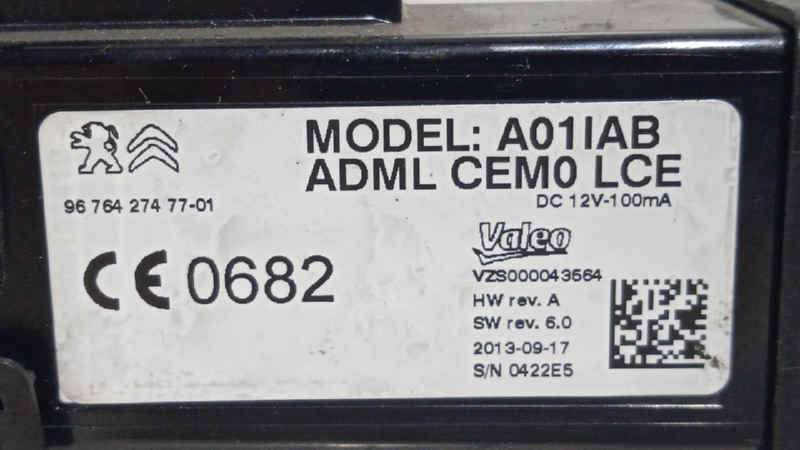 MODEL: A01IAB
ADML CEM0 LCE
DC 12V-100mA
96 764 274 77-01
CE 0682
Valeo
VZS000043564
HW rev. A
SW rev. 6.0
2013-09-17
S/N 0422E5